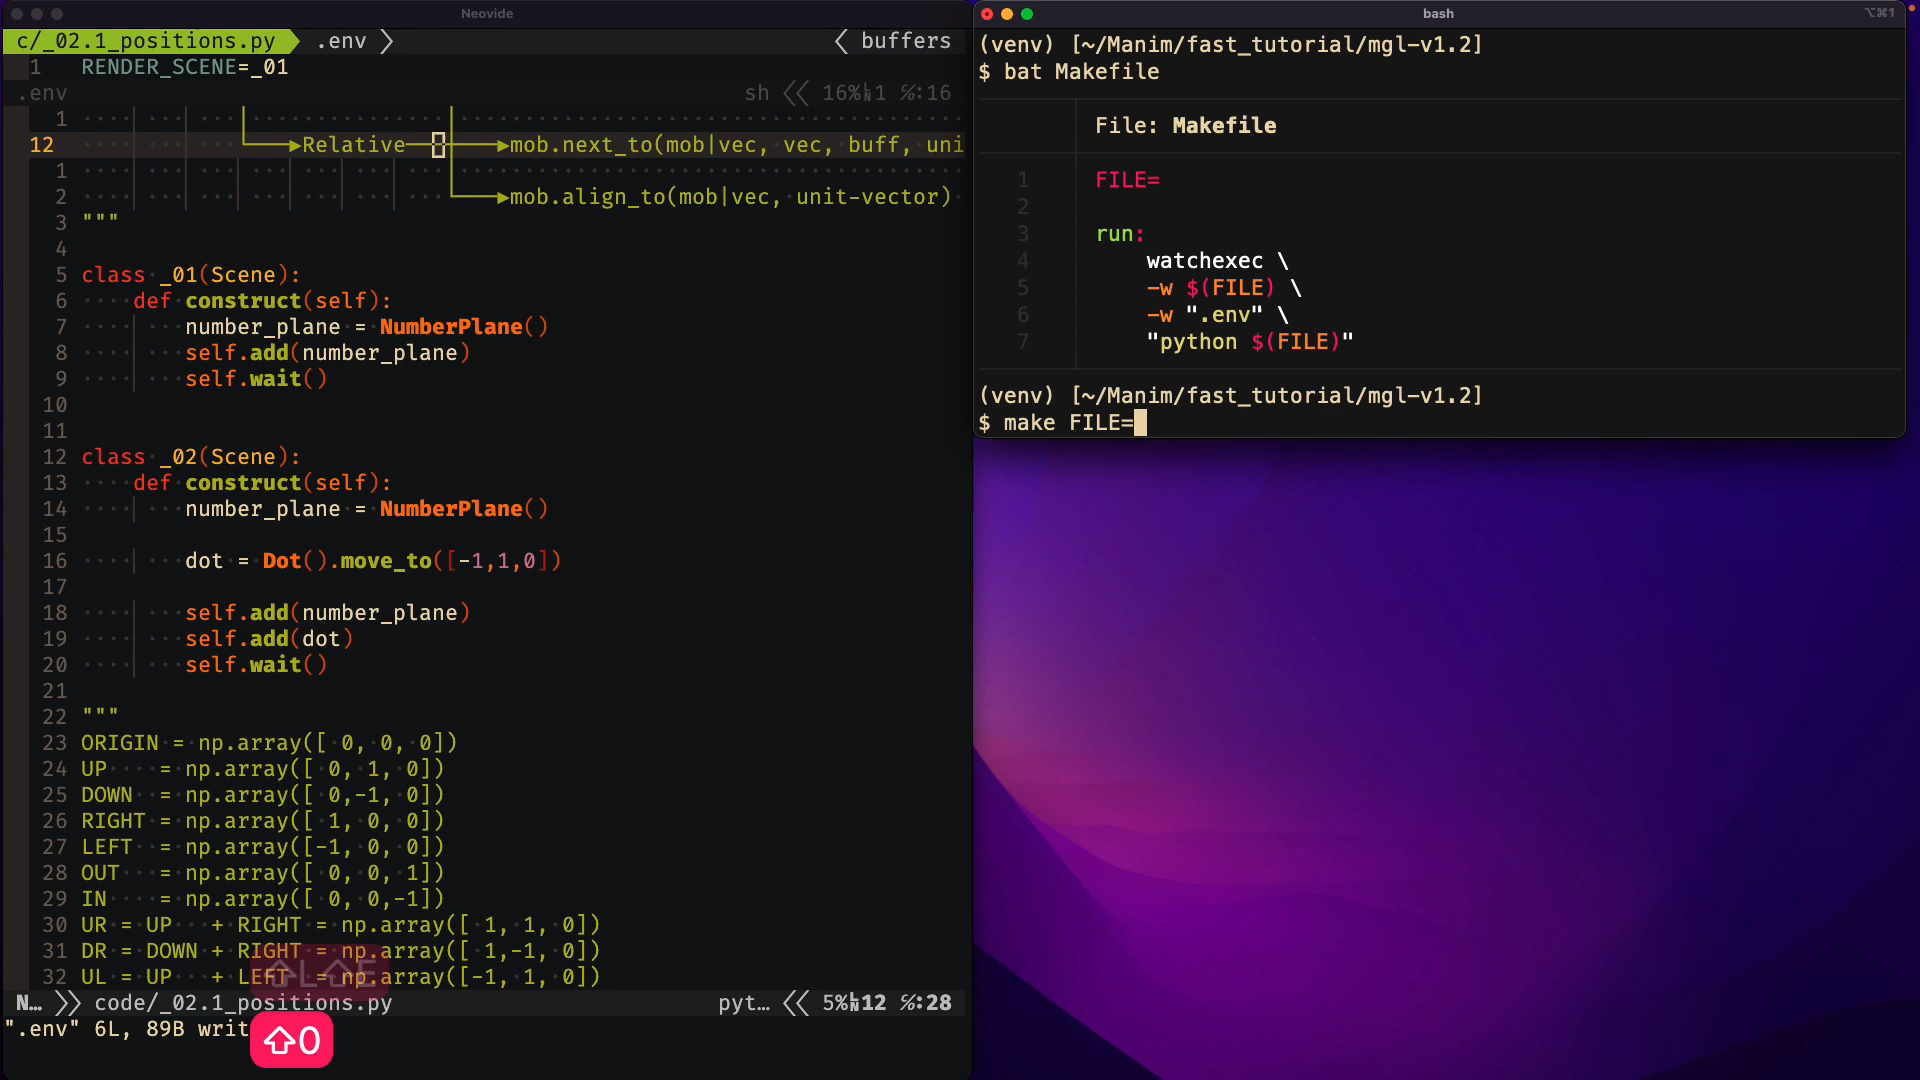 Neovide
c/_02.1_positions.py .env buffers
1 RENDER_SCENE=_01
.env sh 16% 1 16
1
12 Relative mob.next_to(mob|vec, vec, buff, uni
1
2 mob.align_to(mob|vec, unit-vector)
3 """
4
5 class _01(Scene):
6 def construct(self):
7 number_plane = NumberPlane()
8 self.add(number_plane)
9 self.wait()
10
11
12 class _02(Scene):
13 def construct(self):
14 number_plane = NumberPlane()
15
16 dot = Dot().move_to([-1,1,0])
17
18 self.add(number_plane)
19 self.add(dot)
20 self.wait()
21
22 """
23 ORIGIN = np.array([ 0, 0, 0])
24 UP = np.array([ 0, 1, 0])
25 DOWN = np.array([ 0,-1, 0])
26 RIGHT = np.array([ 1, 0, 0])
27 LEFT = np.array([-1, 0, 0])
28 OUT = np.array([ 0, 0, 1])
29 IN = np.array([ 0, 0,-1])
30 UR = UP + RIGHT = np.array([ 1, 1, 0])
31 DR = DOWN + RIGHT = np.array([ 1,-1, 0])
32 UL = UP + LEFT = np.array([-1, 1, 0])
⇧L⇧E
N… code/_02.1_positions.py pyt… 5% 12 ℅:28
".env" 6L, 89B writ
⇧0
bash
⌥⌘1
(venv) [~/Manim/fast_tutorial/mgl-v1.2]
$ bat Makefile
File: Makefile
1 FILE=
2
3 run:
4 watchexec \
5 -w $(FILE) \
6 -w ".env" \
7 "python $(FILE)"
(venv) [~/Manim/fast_tutorial/mgl-v1.2]
$ make FILE=